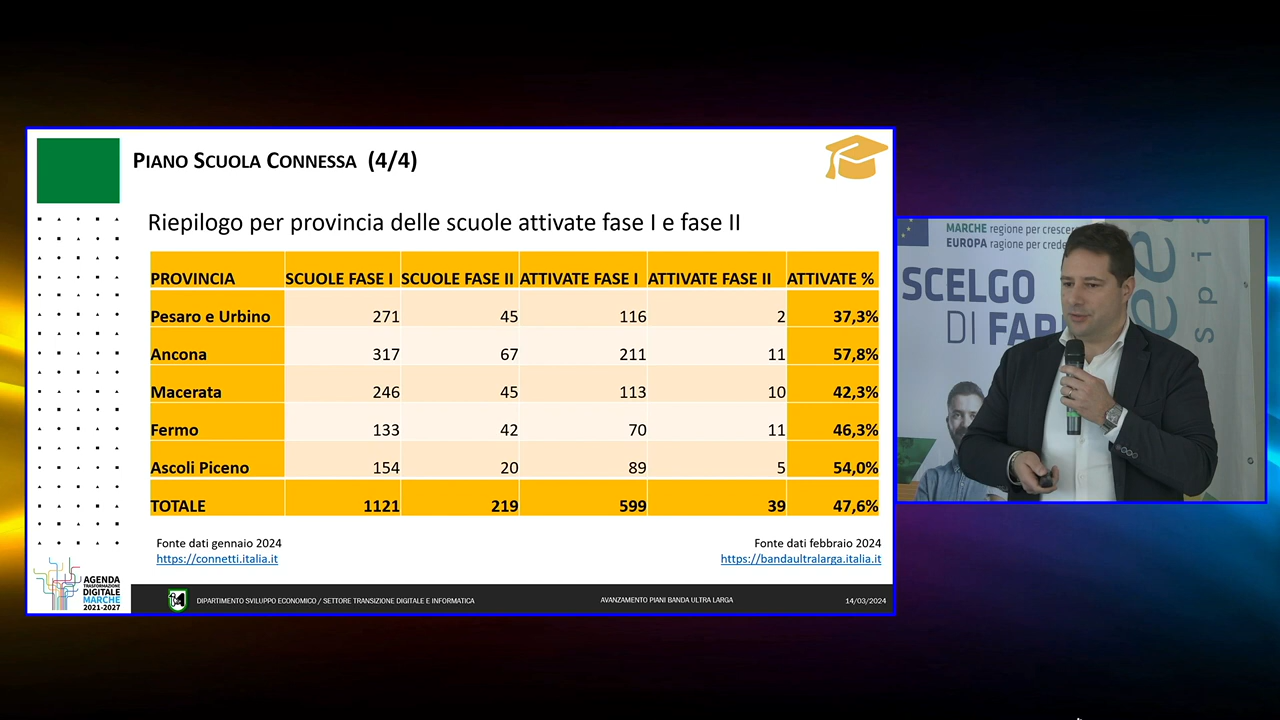 PIANO SCUOLA CONNESSA (4/4)
Riepilogo per provincia delle scuole attivate fase I e fase II
PROVINCIA SCUOLE FASE I SCUOLE FASE II ATTIVATE FASE I ATTIVATE FASE II ATTIVATE %
Pesaro e Urbino 271 45 116 2 37,3%
Ancona 317 67 211 11 57,8%
Macerata 246 45 113 10 42,3%
Fermo 133 42 70 11 46,3%
Ascoli Piceno 154 20 89 5 54,0%
TOTALE 1121 219 599 39 47,6%
Fonte dati gennaio 2024
https://connetti.italia.it
Fonte dati febbraio 2024
https://bandaultralarga.italia.it
AGENDA
TRASFORMAZIONE
DIGITALE
MARCHE
2021-2027
DIPARTIMENTO SVILUPPO ECONOMICO / SETTORE TRANSIZIONE DIGITALE E INFORMATICA
AVANZAMENTO PIANI BANDA ULTRA LARGA
14/03/2024
MARCHE regione per crescere
EUROPA ragione per crede
SCELGO
DI FAR
spi